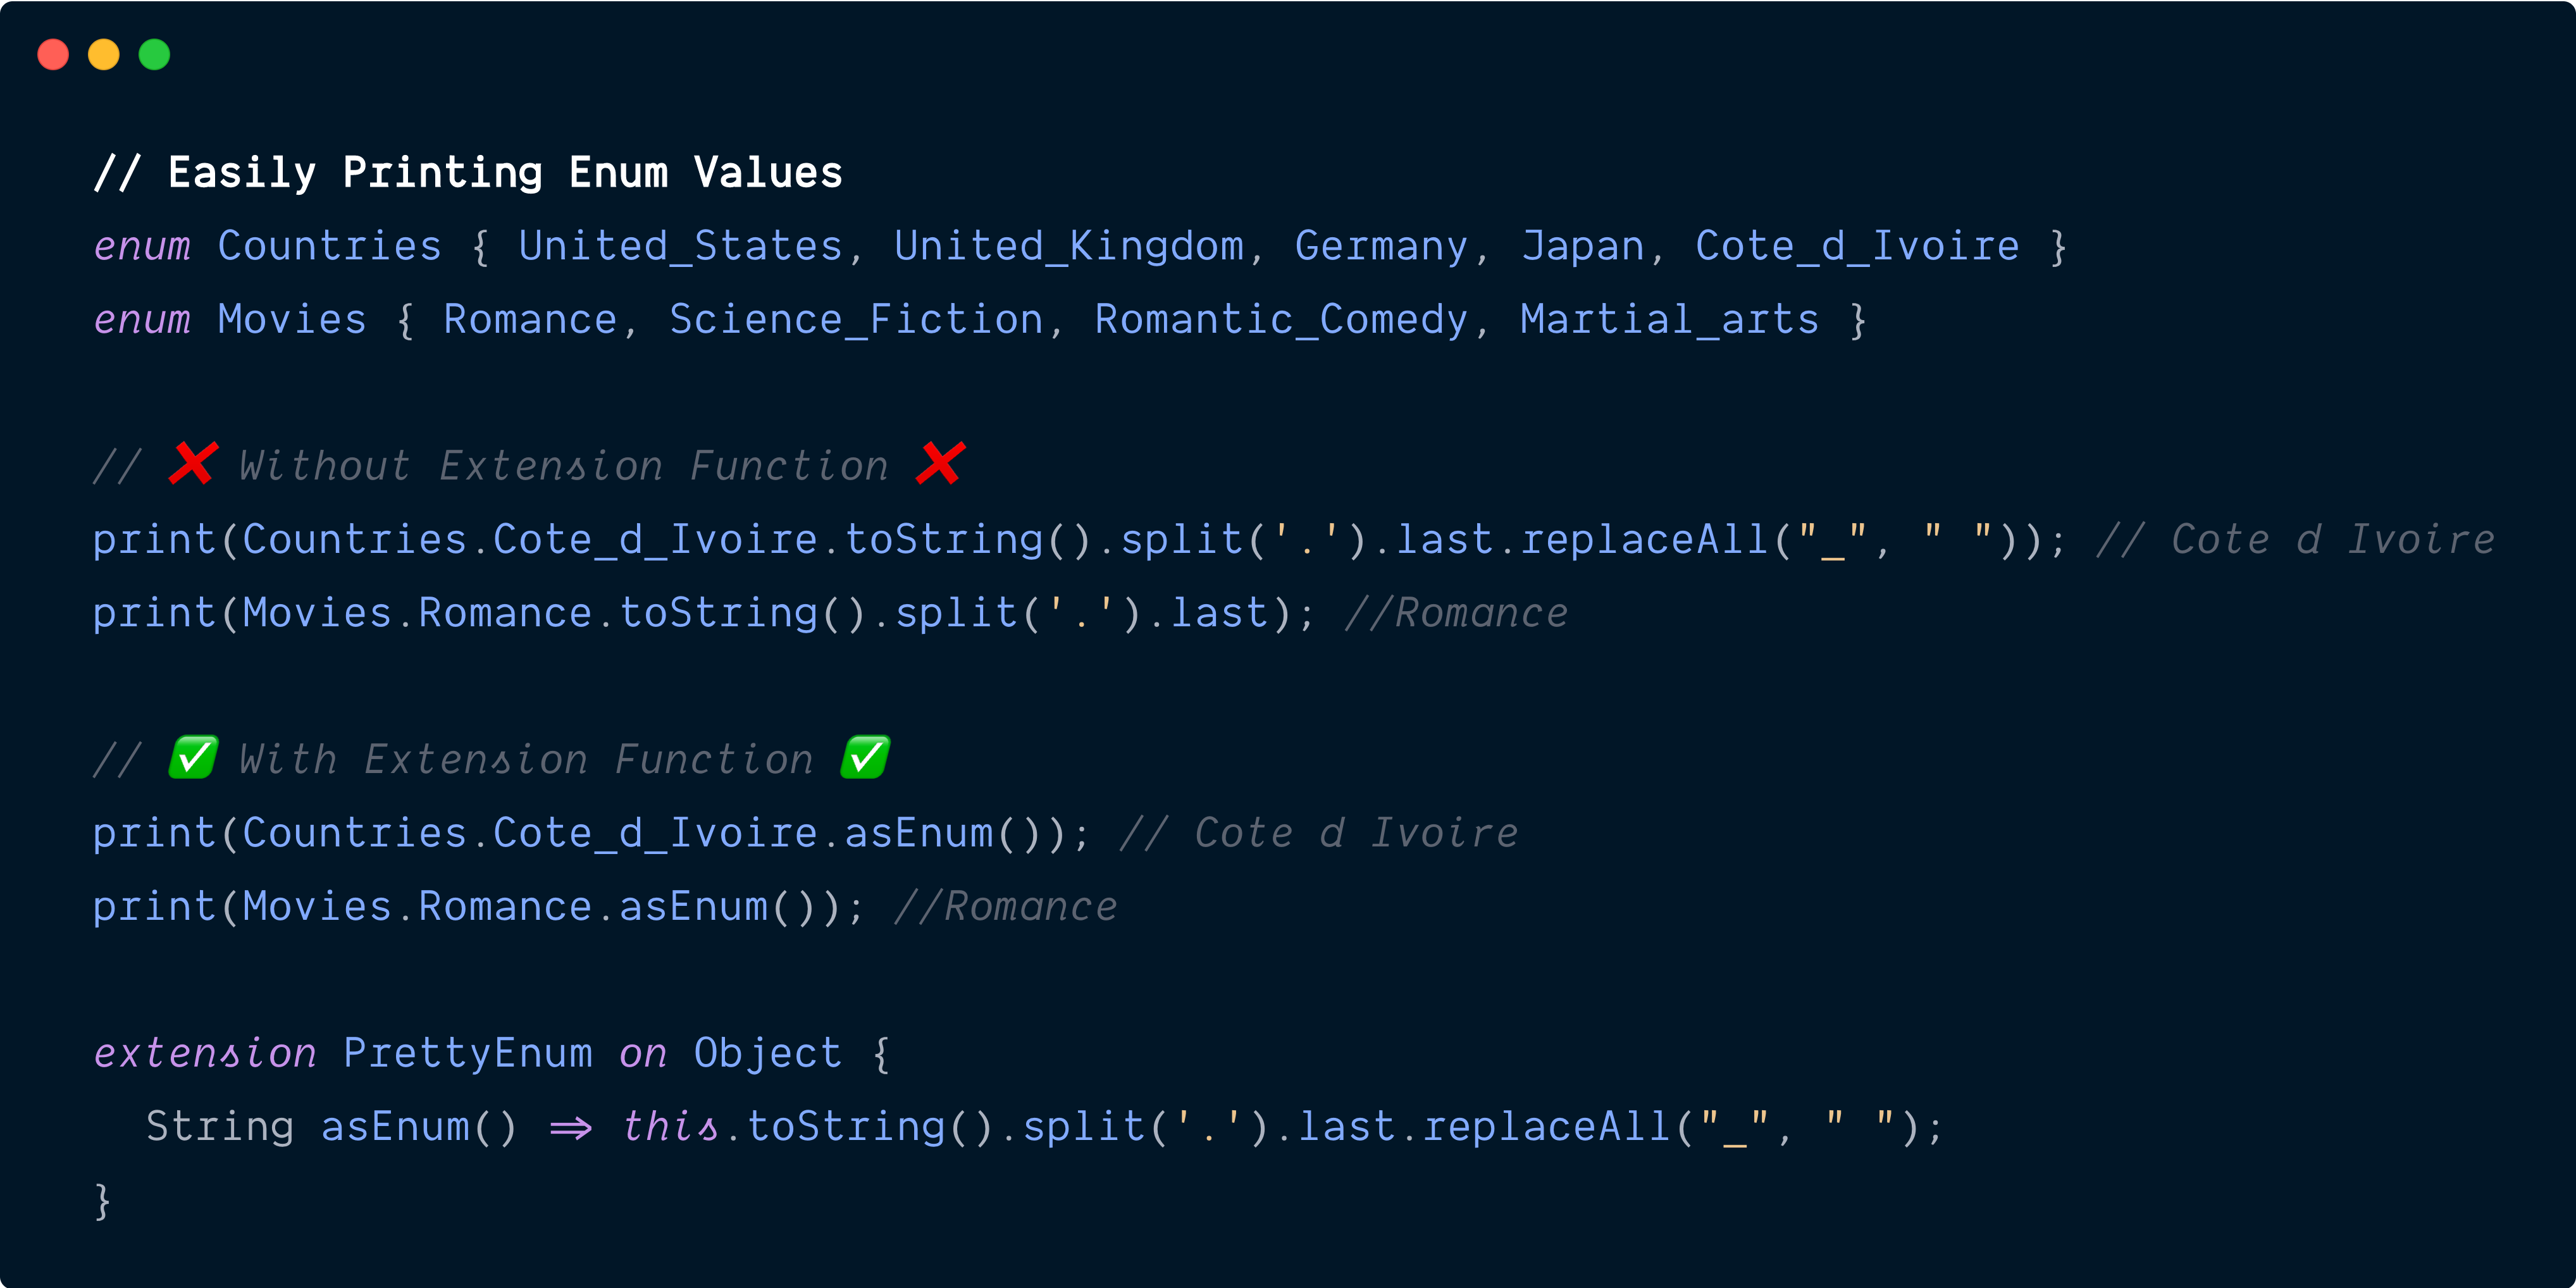 // Easily Printing Enum Values
enum Countries { United_States, United_Kingdom, Germany, Japan, Cote_d_Ivoire }
enum Movies { Romance, Science_Fiction, Romantic_Comedy, Martial_arts }
// ❌ Without Extension Function ❌
print(Countries.Cote_d_Ivoire.toString().split('.').last.replaceAll("_", " ")); // Cote d Ivoire
print(Movies.Romance.toString().split('.').last); //Romance
// ✅ With Extension Function ✅
print(Countries.Cote_d_Ivoire.asEnum()); // Cote d Ivoire
print(Movies.Romance.asEnum()); //Romance
extension PrettyEnum on Object {
  String asEnum() => this.toString().split('.').last.replaceAll("_", " ");
}